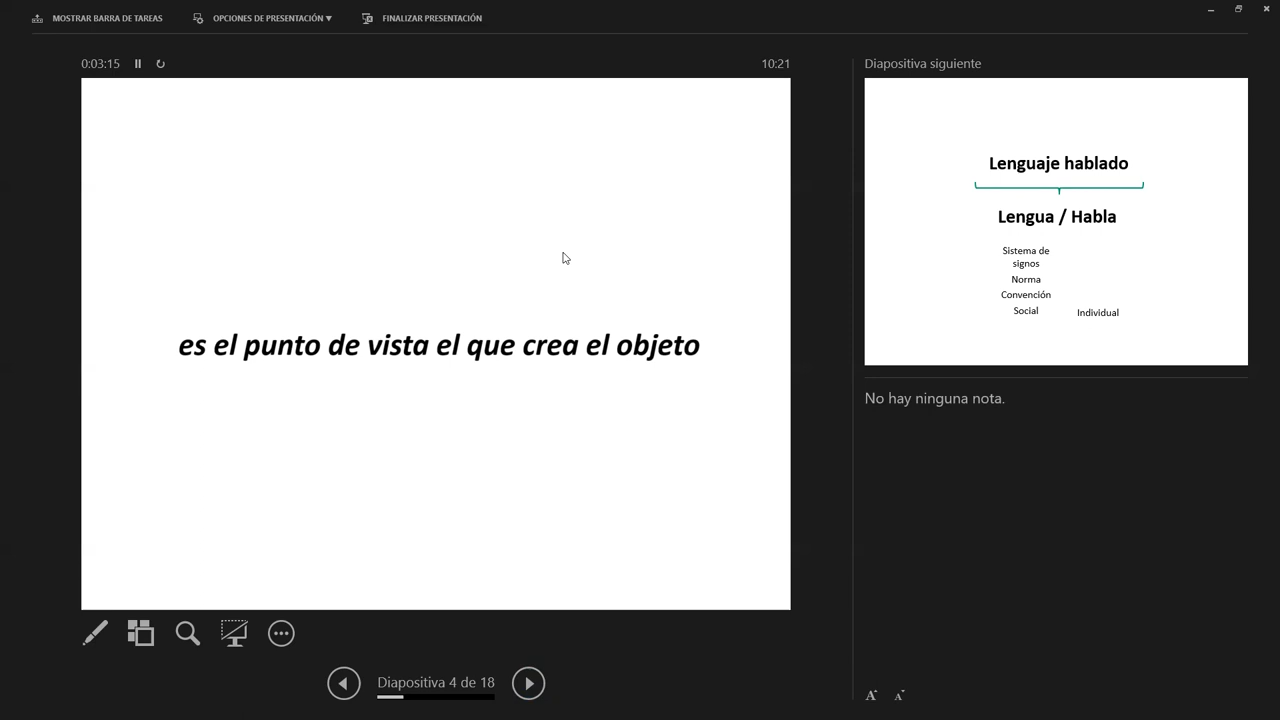 MOSTRAR BARRA DE TAREAS
OPCIONES DE PRESENTACIÓN ▼
FINALIZAR PRESENTACIÓN
0:03:15
10:21
es el punto de vista el que crea el objeto
Diapositiva 4 de 18
Diapositiva siguiente
Lenguaje hablado
Lengua / Habla
Sistema de
signos
Norma
Convención
Social
Individual
No hay ninguna nota.
A
A